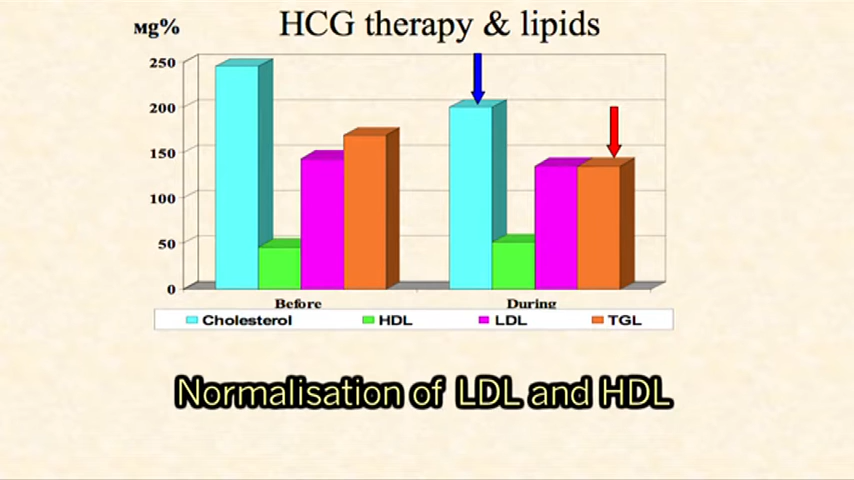 HCG therapy & lipids
мg%
250
200
150
100
50
0
Before During
Cholesterol HDL LDL TGL
Normalisation of LDL and HDL